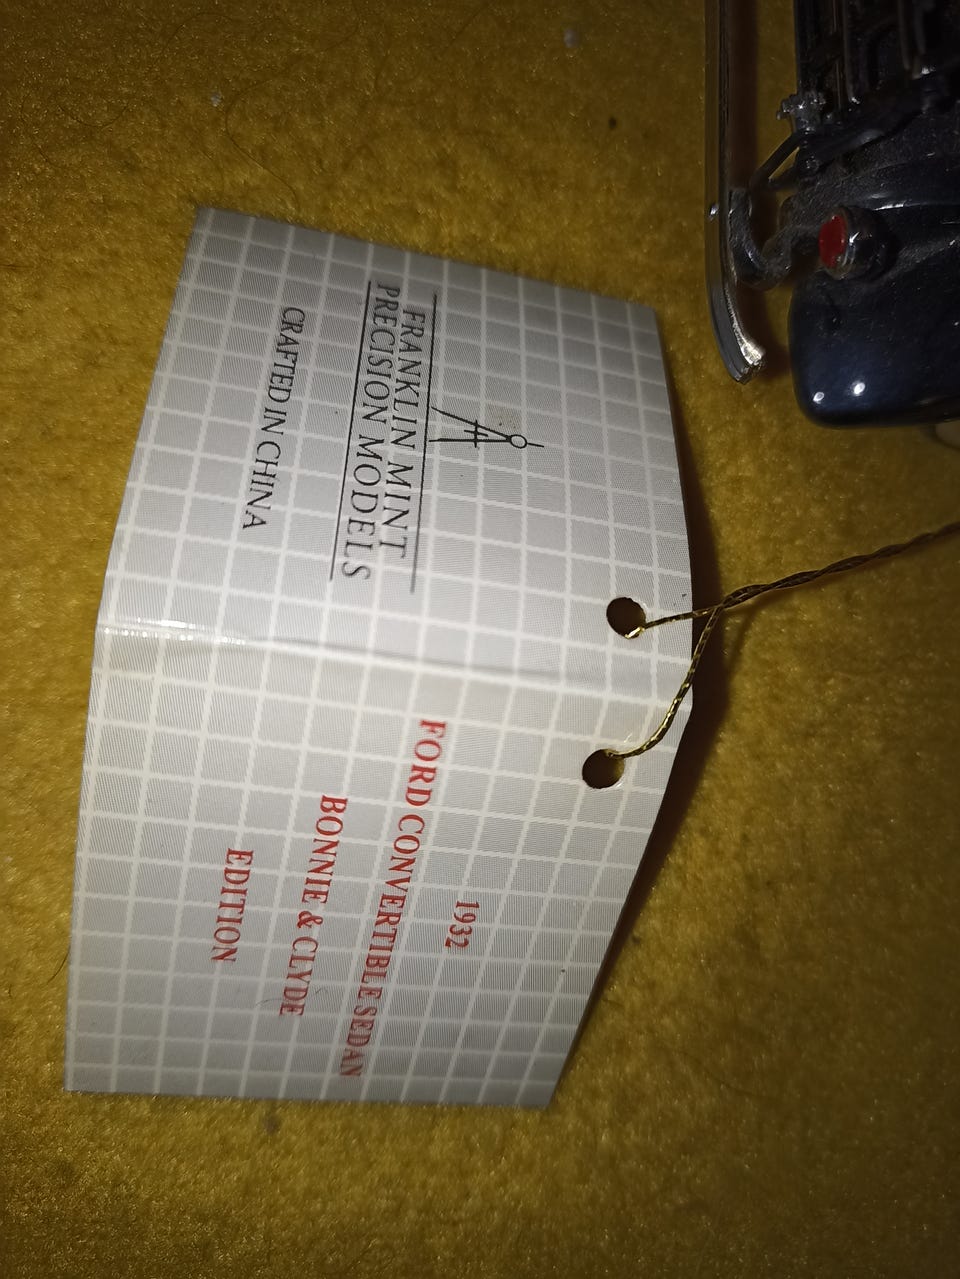 FRANKLIN MINT
PRECISION MODELS
CRAFTED IN CHINA
1932
FORD CONVERTIBLE SEDAN
BONNIE & CLYDE
EDITION